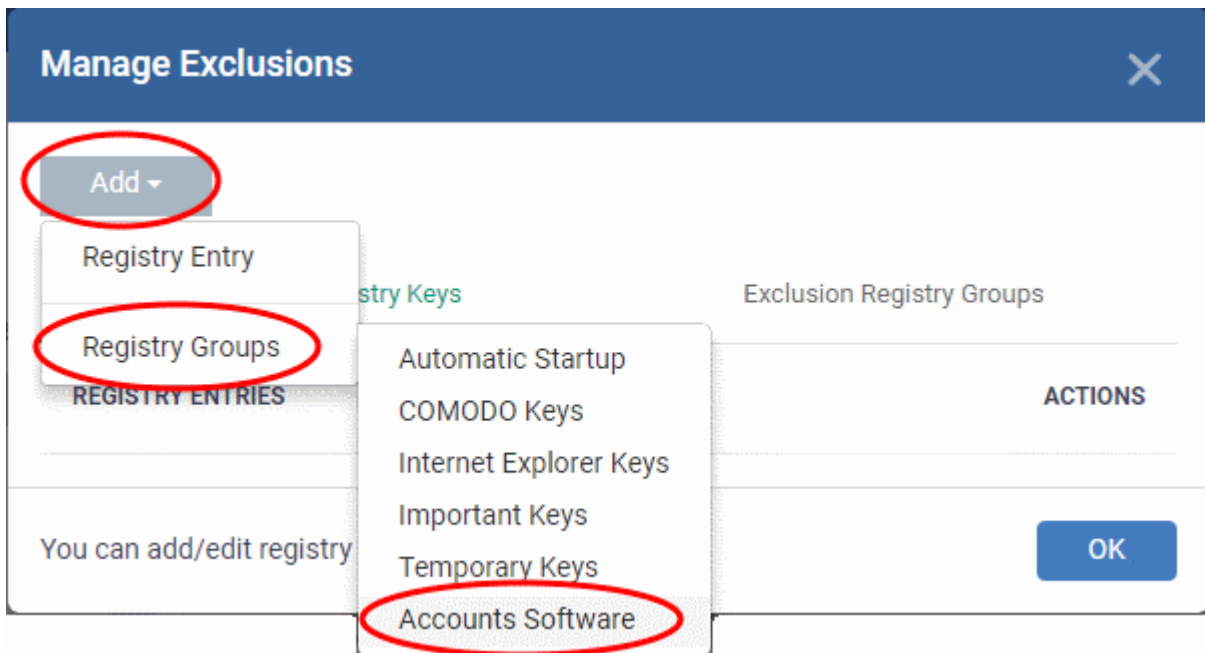 Manage Exclusions
Add
Registry Entry
stry Keys
Exclusion Registry Groups
Registry Groups
Automatic Startup
REGISTRY ENTRIES
ACTIONS
COMODO Keys
Internet Explorer Keys
Important Keys
You can add/edit registry
OK
Temporary Keys
Accounts Software